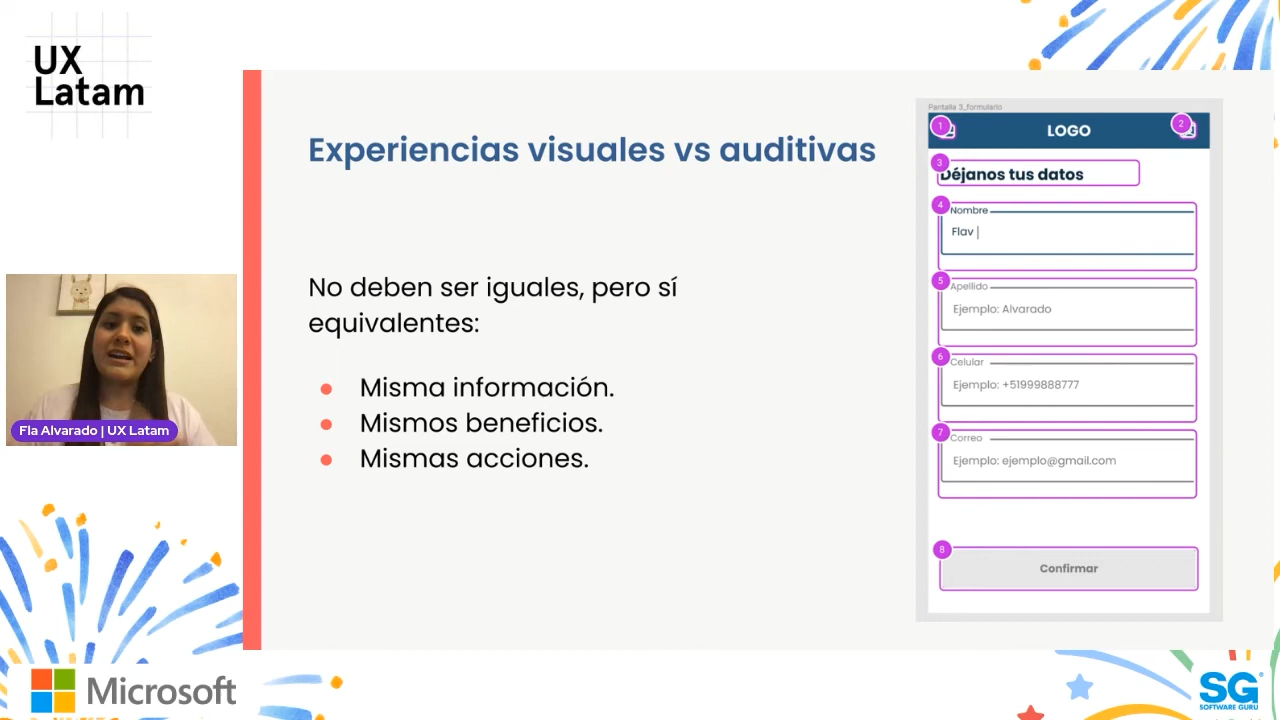 UX
Latam
Experiencias visuales vs auditivas
No deben ser iguales, pero sí
equivalentes:
Misma información.
Mismos beneficios.
Mismas acciones.
Fla Alvarado | UX Latam
Pantalla 3_formulario
1
LOGO
2
3
Déjanos tus datos
4
Nombre
Flav
5
Apellido
Ejemplo: Alvarado
6
Celular
Ejemplo: +51999888777
7
Correo
Ejemplo: ejemplo@gmail.com
8
Confirmar
Microsoft
SG
SOFTWARE GURU